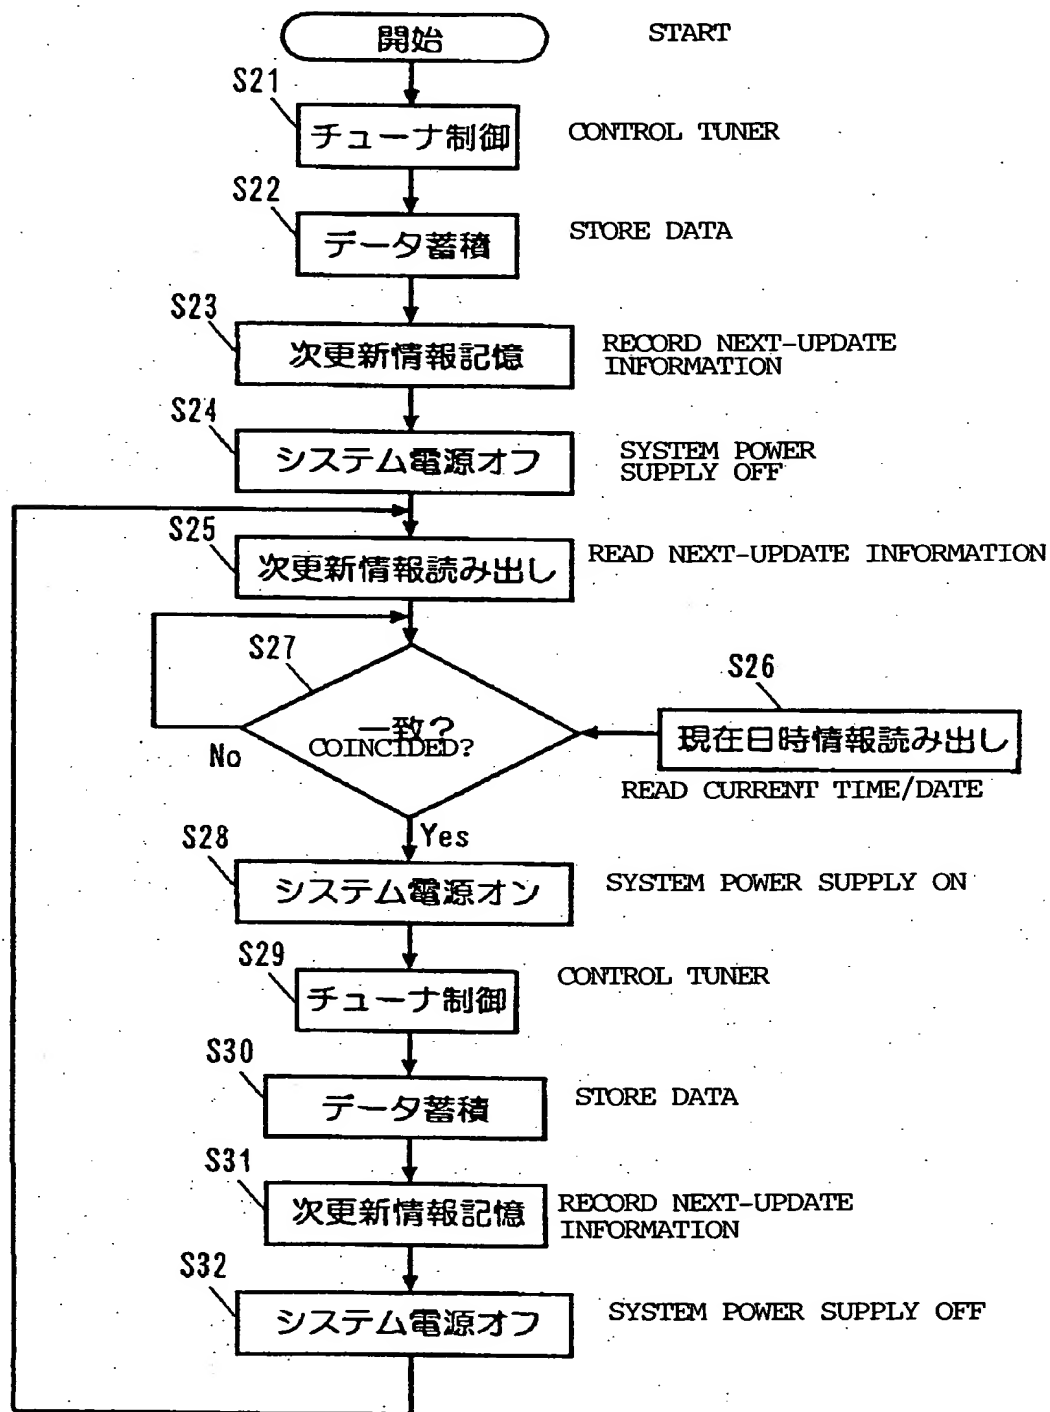 開始
START
S21
チューナ制御
CONTROL TUNER
S22
データ蓄積
STORE DATA
S23
次更新情報記憶
RECORD NEXT-UPDATE
INFORMATION
S24
システム電源オフ
SYSTEM POWER
SUPPLY OFF
S25
次更新情報読み出し
READ NEXT-UPDATE INFORMATION
S27
一致?
COINCIDED?
No
S26
現在日時情報読み出し
READ CURRENT TIME/DATE
Yes
S28
システム電源オン
SYSTEM POWER SUPPLY ON
S29
チューナ制御
CONTROL TUNER
S30
データ蓄積
STORE DATA
S31
次更新情報記憶
RECORD NEXT-UPDATE
INFORMATION
S32
システム電源オフ
SYSTEM POWER SUPPLY OFF